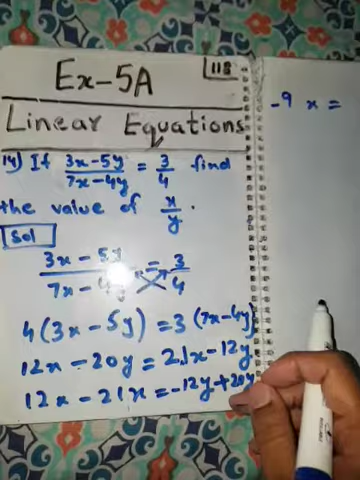 Ex-5A
118
Linear Equations
14) If 3x-5y/7x-4y = 3/4 find
the value of x/y.
Sol
3x-5y/7x-4y = 3/4
4(3x-5y)=3(7x-4y)
12x-20y=21x-12y
12x-21x=-12y+20y
-9x=